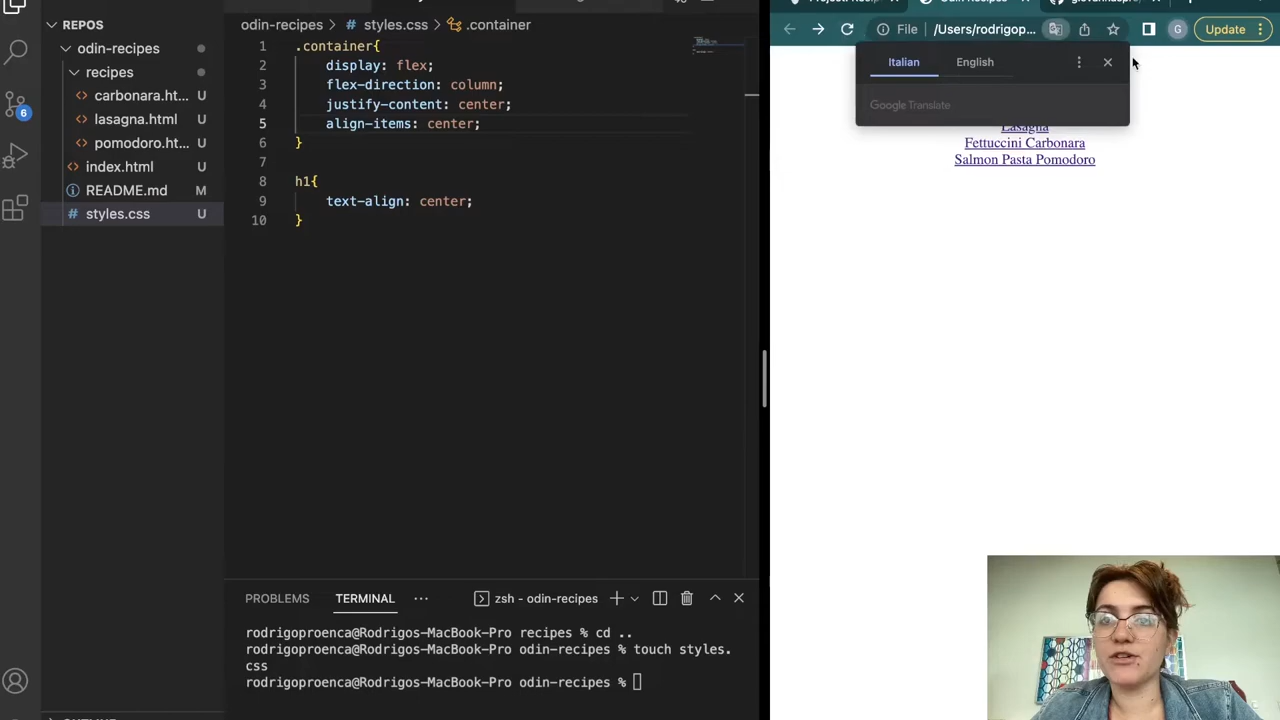 odin-recipes > # styles.css > .container
Update
File /Users/rodrigop...
G
REPOS
odin-recipes
recipes
<> carbonara.ht... U
<> lasagna.html U
<> pomodoro.ht... U
<> index.html U
README.md M
# styles.css U
6
1 .container{
2 display: flex;
3 flex-direction: column;
4 justify-content: center;
5 align-items: center;
6 }
7
8 h1{
9 text-align: center;
10 }
Italian English
Google Translate
Lasagna
Fettuccini Carbonara
Salmon Pasta Pomodoro
PROBLEMS TERMINAL ... zsh - odin-recipes
rodrigoproenca@Rodrigos-MacBook-Pro recipes % cd ..
rodrigoproenca@Rodrigos-MacBook-Pro odin-recipes % touch styles.
css
rodrigoproenca@Rodrigos-MacBook-Pro odin-recipes %